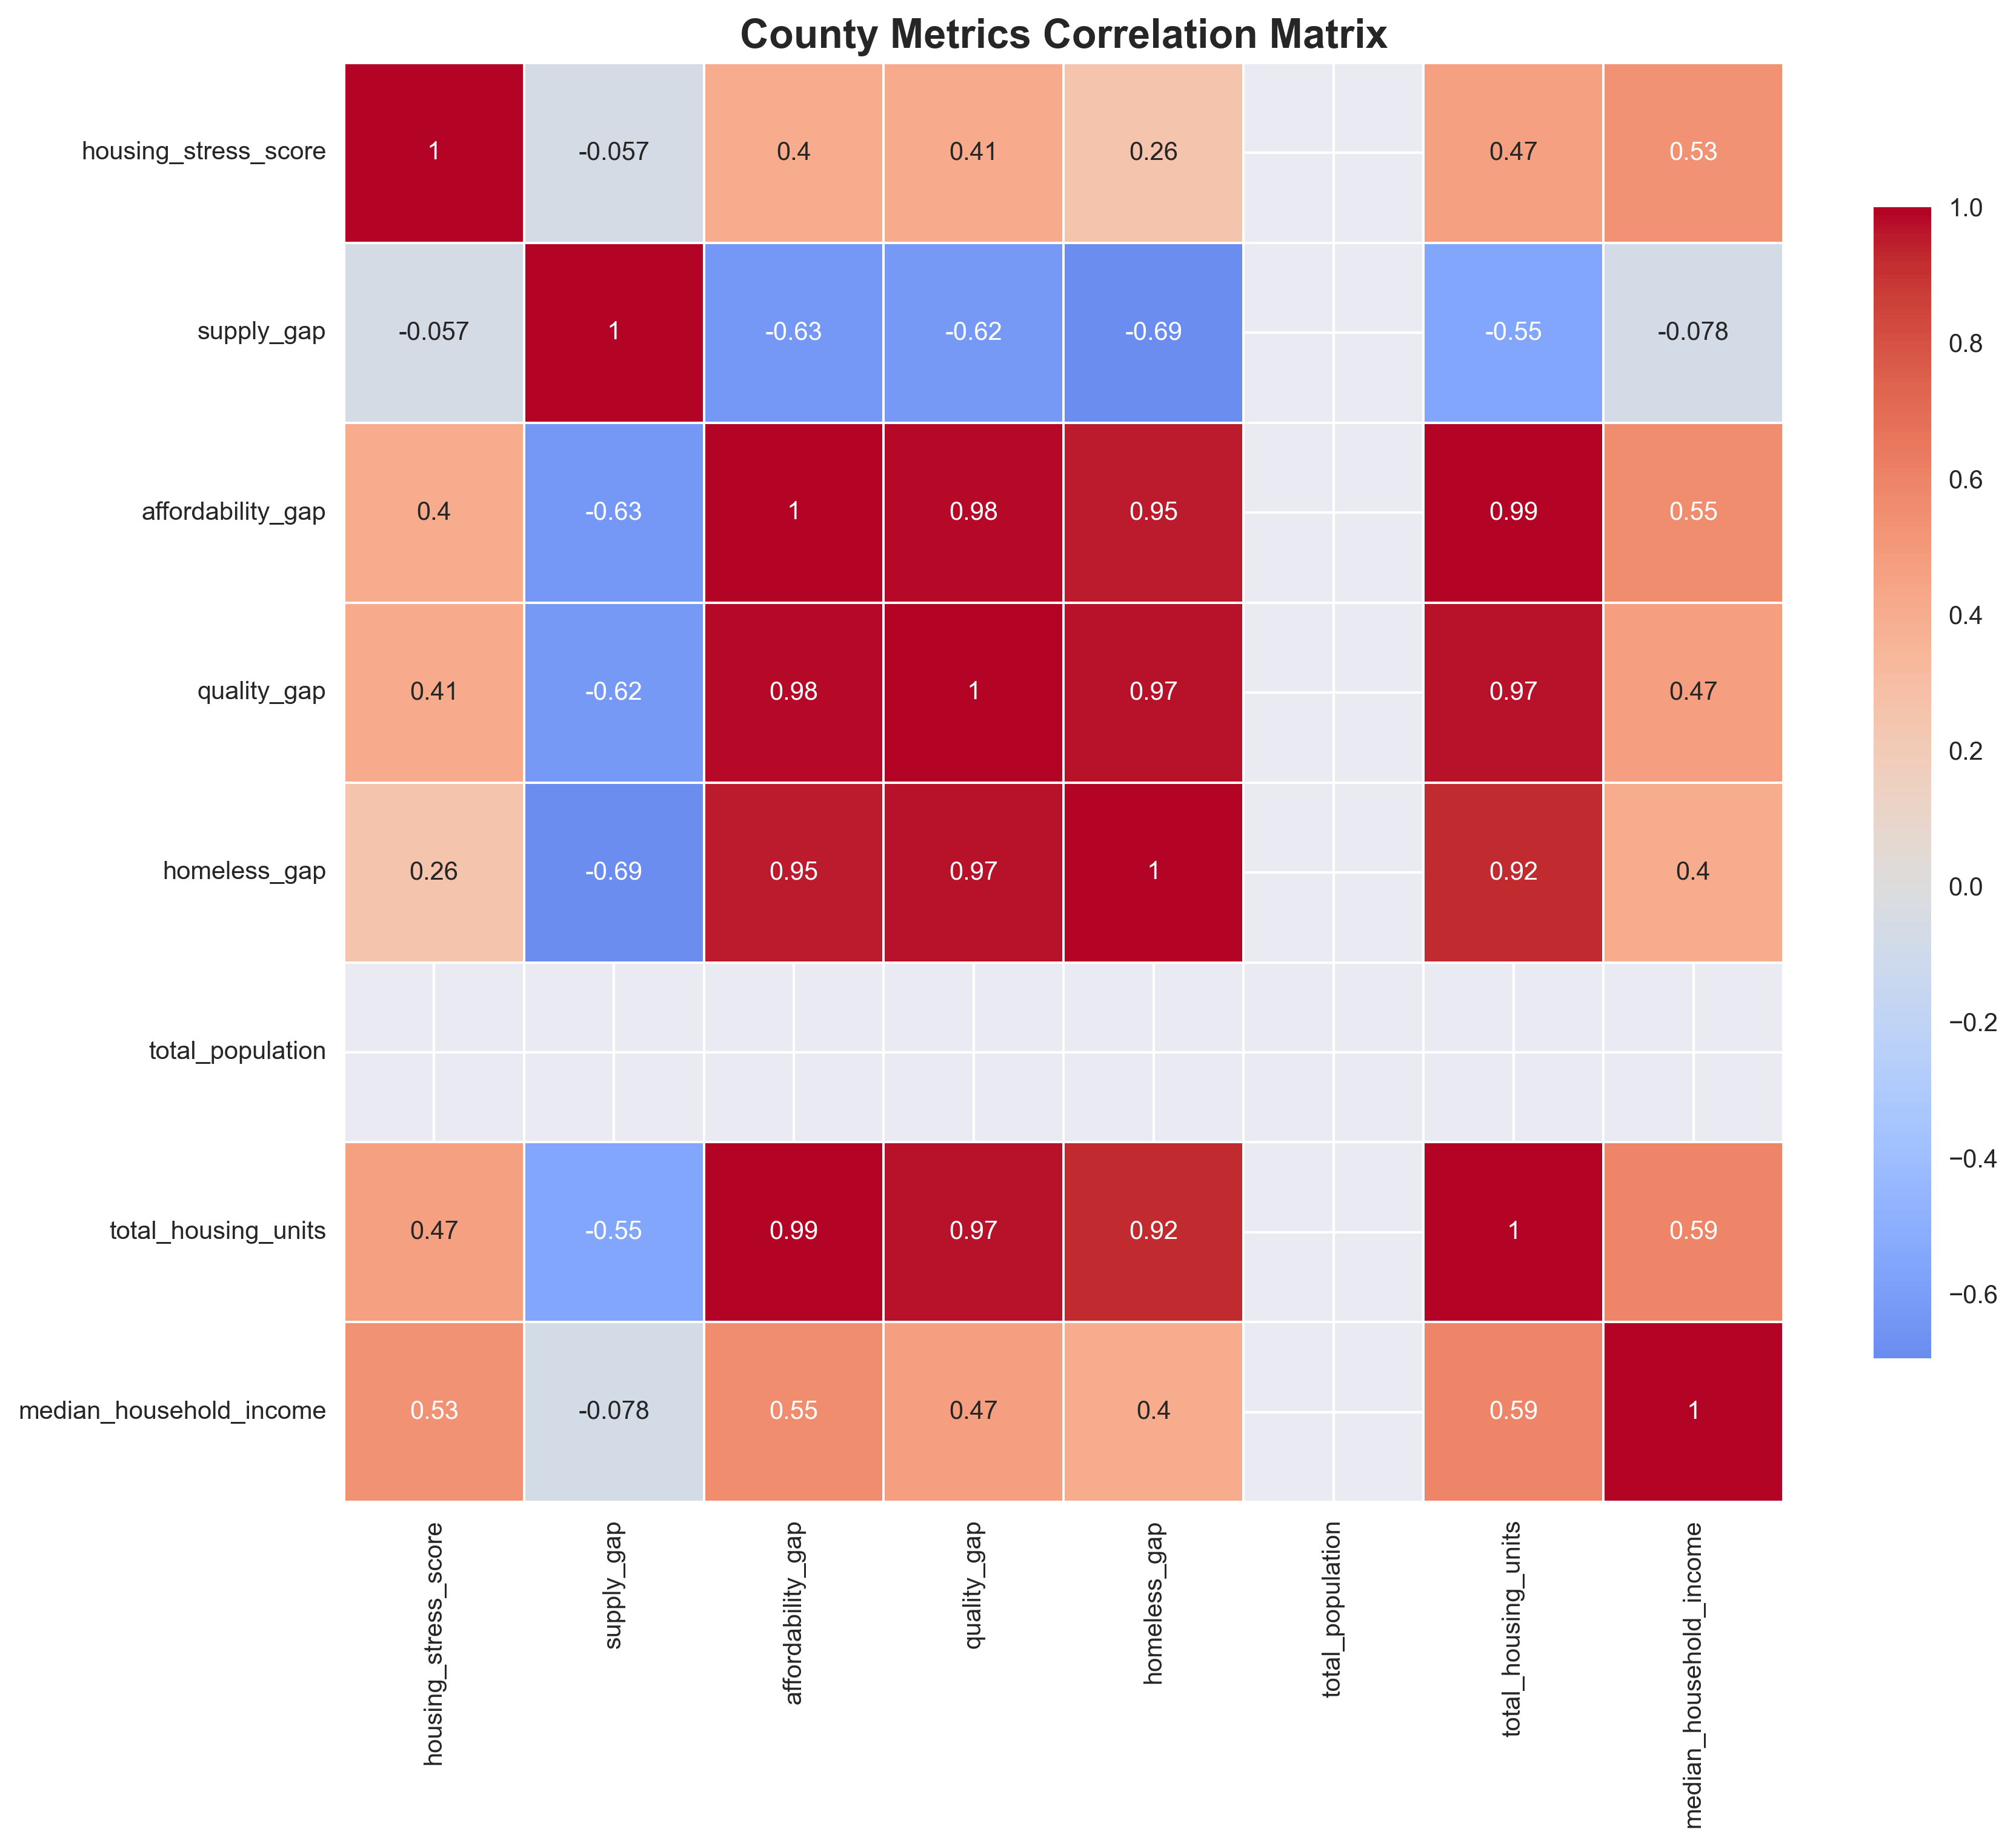 County Metrics Correlation Matrix
housing_stress_score 1 -0.057 0.4 0.41 0.26 0.47 0.53
supply_gap -0.057 1 -0.63 -0.62 -0.69 -0.55 -0.078
affordability_gap 0.4 -0.63 1 0.98 0.95 0.99 0.55
quality_gap 0.41 -0.62 0.98 1 0.97 0.97 0.47
homeless_gap 0.26 -0.69 0.95 0.97 1 0.92 0.4
total_population
total_housing_units 0.47 -0.55 0.99 0.97 0.92 1 0.59
median_household_income 0.53 -0.078 0.55 0.47 0.4 0.59 1
housing_stress_score
supply_gap
affordability_gap
quality_gap
homeless_gap
total_population
total_housing_units
median_household_income
1.0
0.8
0.6
0.4
0.2
0.0
−0.2
−0.4
−0.6